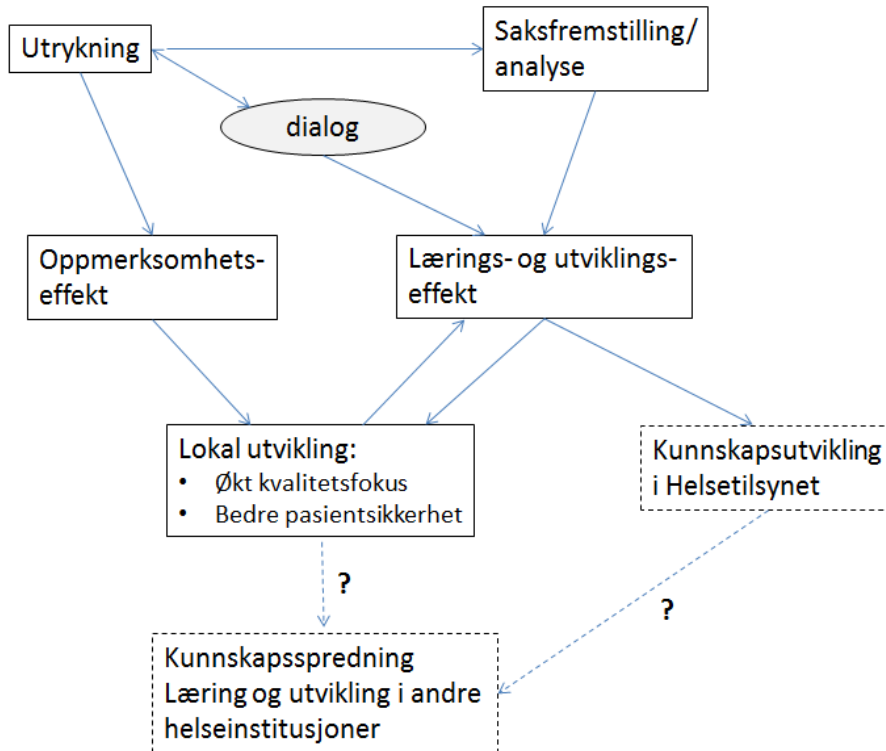 Utrykning
Saksfremstilling/
analyse
dialog
Oppmerksomhets-
effekt
Lærings- og utviklings-
effekt
Lokal utvikling:
• Økt kvalitetsfokus
• Bedre pasientsikkerhet
Kunnskapsutvikling
i Helsetilsynet
?
?
Kunnskapsspredning
Læring og utvikling i andre
helseinstitusjoner